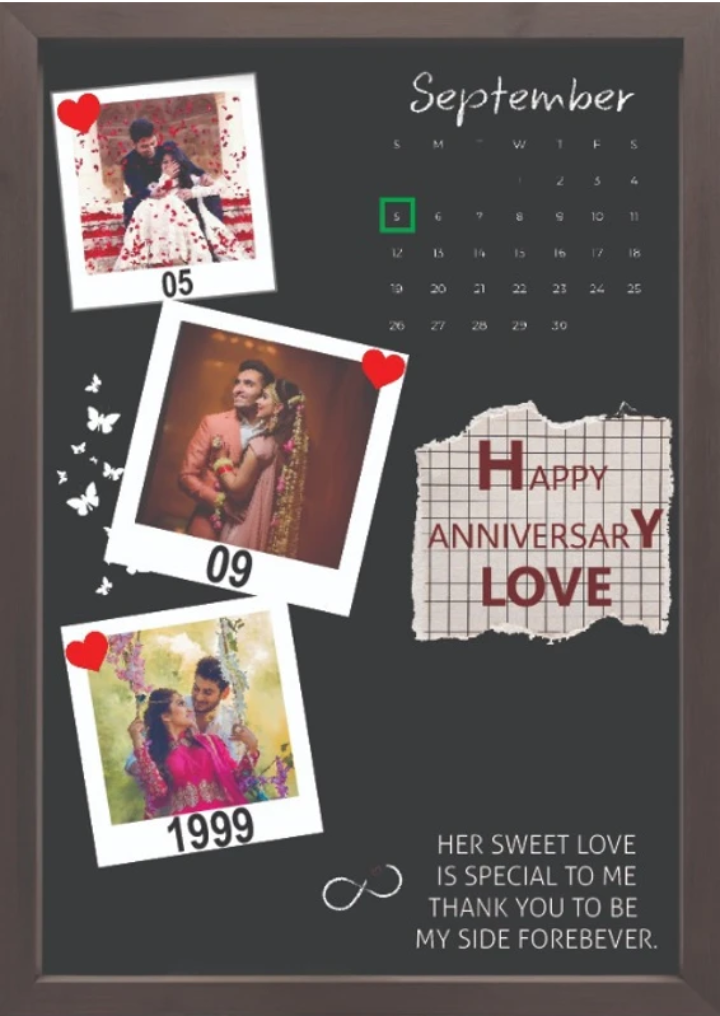 September
S M T W T F S
1 2 3 4
5 6 7 8 9 10 11
12 13 14 15 16 17 18
19 20 21 22 23 24 25
26 27 28 29 30
05
09
1999
HAPPY
ANNIVERSARY
LOVE
HER SWEET LOVE
IS SPECIAL TO ME
THANK YOU TO BE
MY SIDE FOREBEVER.